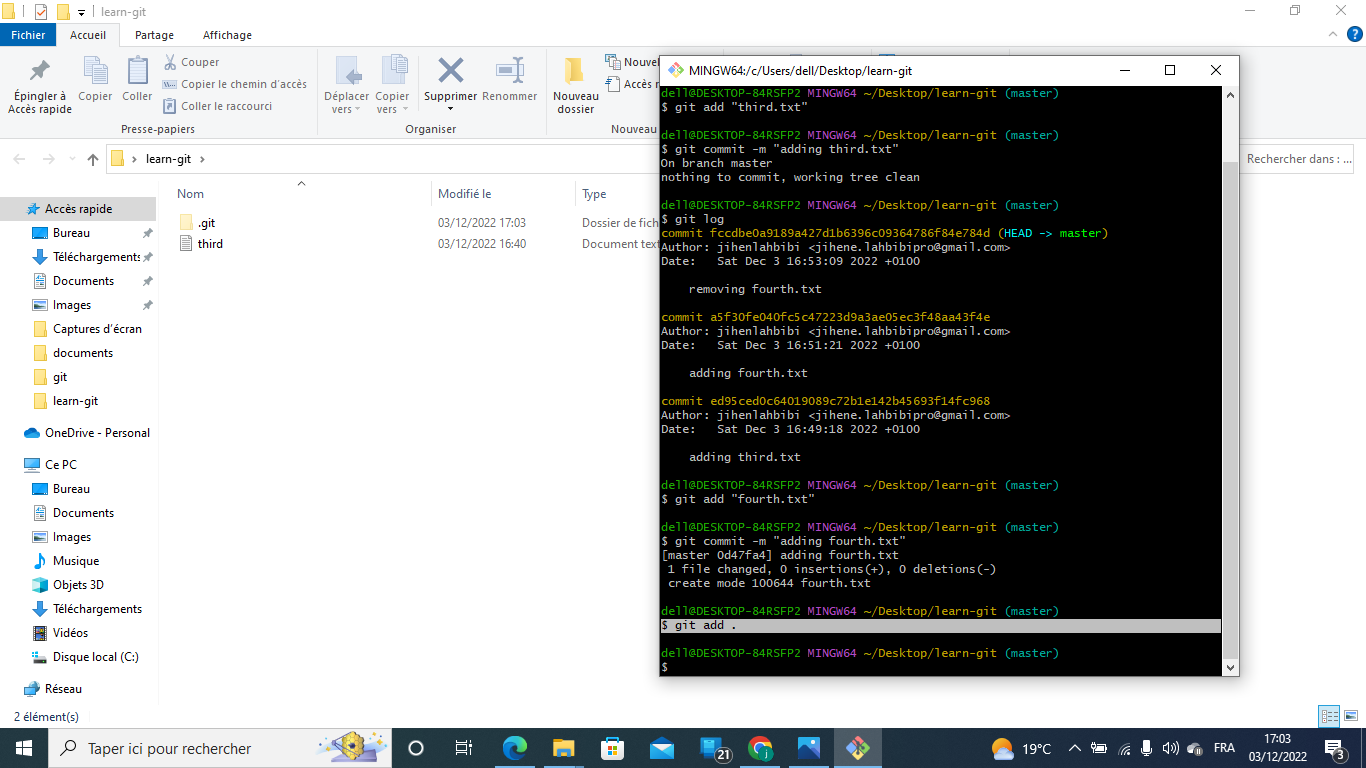 learn-git
Fichier Accueil Partage Affichage
Épingler à Accès rapide
Copier
Coller
Couper
Copier le chemin d'accès
Coller le raccourci
Presse-papiers
Déplacer vers
Copier vers
Supprimer
Renommer
Organiser
Nouveau dossier
Nouveau
learn-git
Rechercher dans : ...
Nom Modifié le Type
.git 03/12/2022 17:03 Dossier de fich
third 03/12/2022 16:40 Document text
Accès rapide
Bureau
Téléchargements
Documents
Images
Captures d'écran
documents
git
learn-git
OneDrive - Personal
Ce PC
Bureau
Documents
Images
Musique
Objets 3D
Téléchargements
Vidéos
Disque local (C:)
Réseau
2 élément(s)
MINGW64:/c/Users/dell/Desktop/learn-git
dell@DESKTOP-84RSFP2 MINGW64 ~/Desktop/learn-git (master)
$ git add "third.txt"
dell@DESKTOP-84RSFP2 MINGW64 ~/Desktop/learn-git (master)
$ git commit -m "adding third.txt"
On branch master
nothing to commit, working tree clean
dell@DESKTOP-84RSFP2 MINGW64 ~/Desktop/learn-git (master)
$ git log
commit fccdbe0a9189a427d1b6396c09364786f84e784d (HEAD -> master)
Author: jihenlahbibi <jihene.lahbibipro@gmail.com>
Date:   Sat Dec 3 16:53:09 2022 +0100
removing fourth.txt
commit a5f30fe040fc5c47223d9a3ae05ec3f48aa43f4e
Author: jihenlahbibi <jihene.lahbibipro@gmail.com>
Date:   Sat Dec 3 16:51:21 2022 +0100
adding fourth.txt
commit ed95ced0c64019089c72b1e142b45693f14fc968
Author: jihenlahbibi <jihene.lahbibipro@gmail.com>
Date:   Sat Dec 3 16:49:18 2022 +0100
adding third.txt
dell@DESKTOP-84RSFP2 MINGW64 ~/Desktop/learn-git (master)
$ git add "fourth.txt"
dell@DESKTOP-84RSFP2 MINGW64 ~/Desktop/learn-git (master)
$ git commit -m "adding fourth.txt"
[master 0d47fa4] adding fourth.txt
1 file changed, 0 insertions(+), 0 deletions(-)
create mode 100644 fourth.txt
dell@DESKTOP-84RSFP2 MINGW64 ~/Desktop/learn-git (master)
$ git add .
dell@DESKTOP-84RSFP2 MINGW64 ~/Desktop/learn-git (master)
$
Taper ici pour rechercher
21
19°C
FRA
17:03
03/12/2022
3